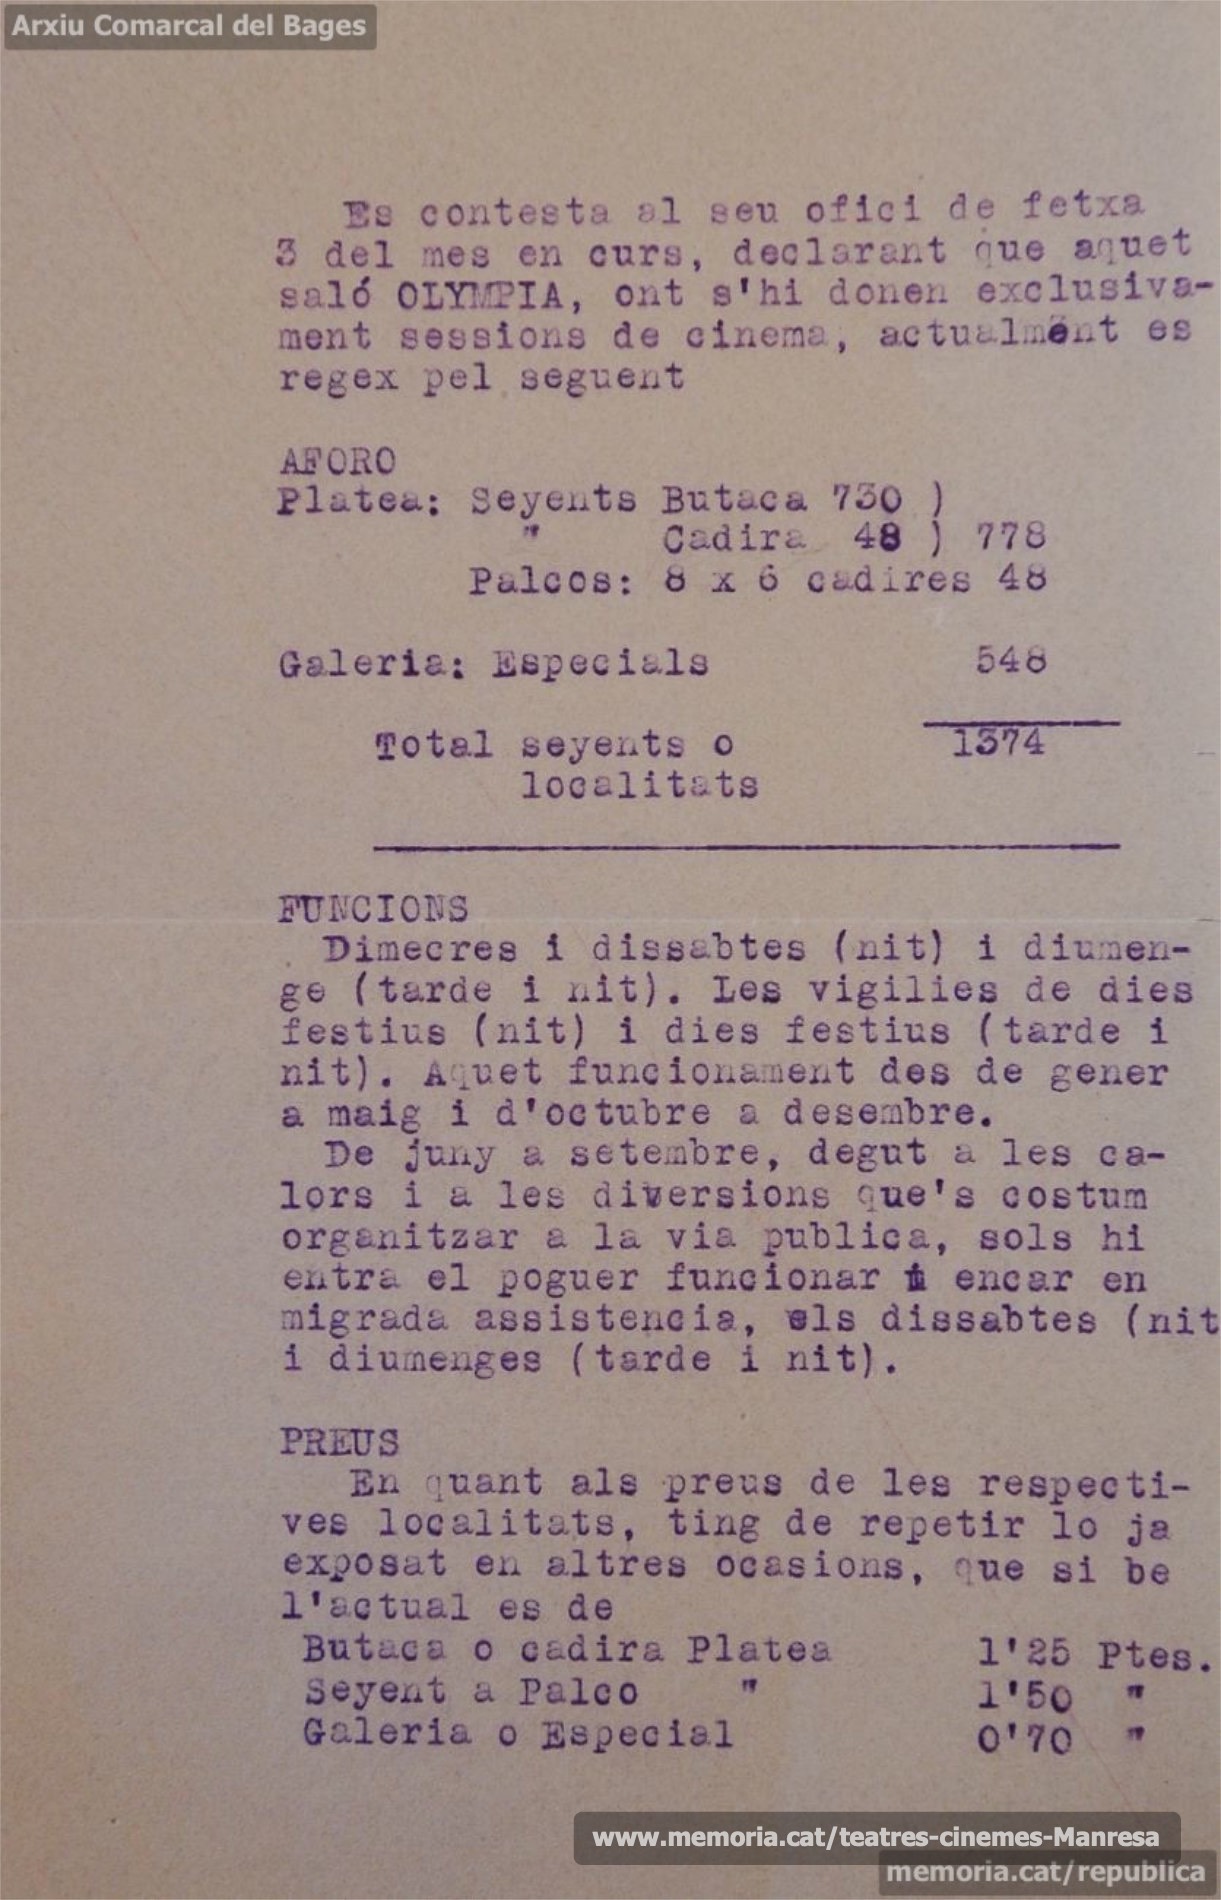 Arxiu Comarcal del Bages
Es contesta al seu ofici de fetxa
3 del mes en curs, declarant que aquet
saló OLYMPIA, ont s'hi donen exclusiva-
ment sessions de cinema, actualment es
regex pel seguent
AFORO
Platea: Seyents Butaca 730 )
" Cadira 48 ) 778
Palcos: 8 x 6 cadires 48
Galeria: Especials 548
Total seyents o 1374
localitats
FUNCIONS
Dimecres i dissabtes (nit) i diumen-
ge (tarde i nit). Les vigilies de dies
festius (nit) i dies festius (tarde i
nit). Aquet funcionament des de gener
a maig i d'octubre a desembre.
De juny a setembre, degut a les ca-
lors i a les diversions que's costum
organitzar a la via publica, sols hi
entra el poguer funcionar i encar en
migrada assistencia, els dissabtes (nit
i diumenges (tarde i nit).
PREUS
En quant als preus de les respecti-
ves localitats, ting de repetir lo ja
exposat en altres ocasions, que si be
l'actual es de
Butaca o cadira Platea 1'25 Ptes.
Seyent a Palco " 1'50 "
Galeria o Especial 0'70 "
www.memoria.cat/teatres-cinemes-Manresa
memoria.cat/republica